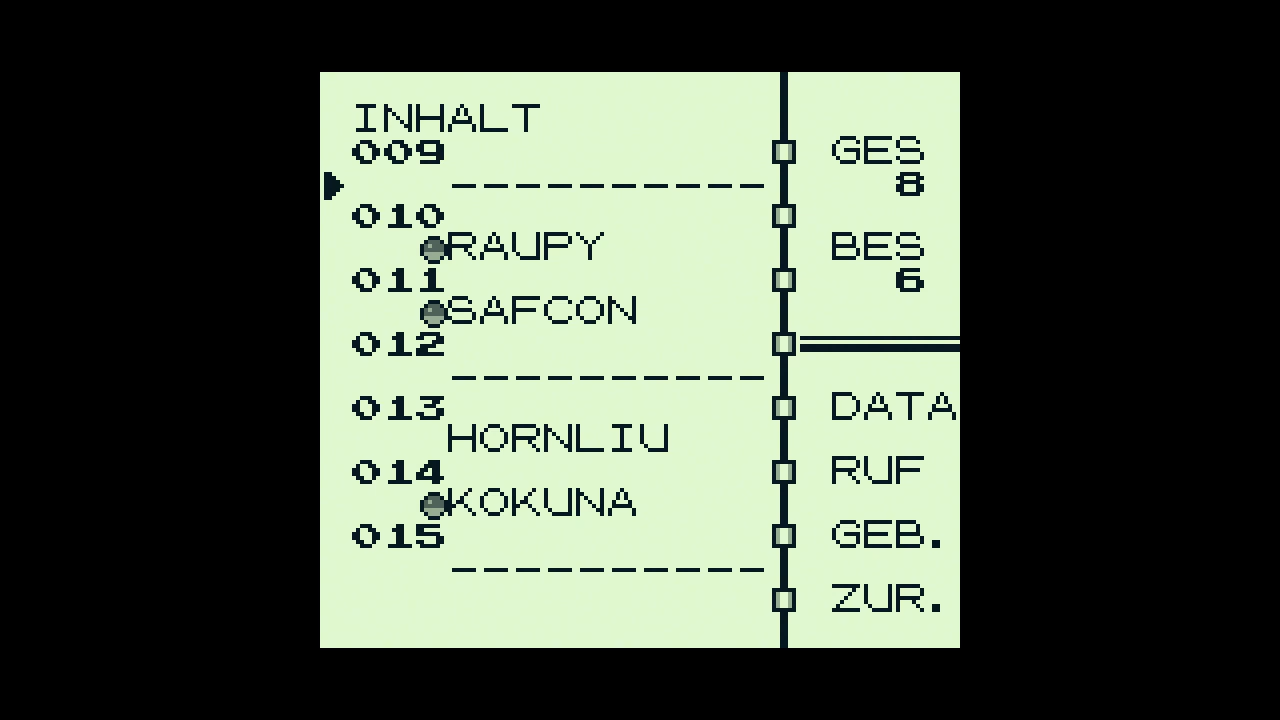 INHALT
009
----------
010
RAUPY
011
SAFCON
012
----------
013
HORNLIU
014
KOKUNA
015
----------
GES
8
BES
6
DATA
RUF
GEB.
ZUR.